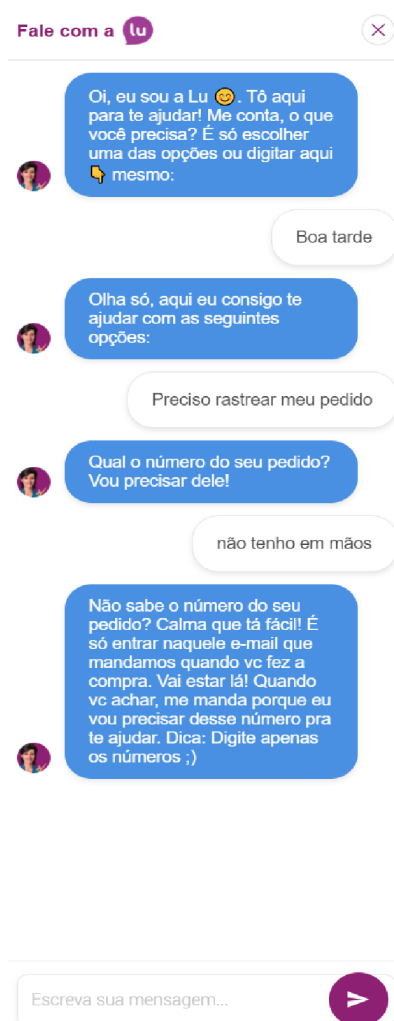 Fale com a lu
Oi, eu sou a Lu 😊. Tô aqui
para te ajudar! Me conta, o que
você precisa? É só escolher
uma das opções ou digitar aqui
👇 mesmo:
Boa tarde
Olha só, aqui eu consigo te
ajudar com as seguintes
opções:
Preciso rastrear meu pedido
Qual o número do seu pedido?
Vou precisar dele!
não tenho em mãos
Não sabe o número do seu
pedido? Calma que tá fácil! É
só entrar naquele e-mail que
mandamos quando vc fez a
compra. Vai estar lá! Quando
vc achar, me manda porque eu
vou precisar desse número pra
te ajudar. Dica: Digite apenas
os números ;)
Escreva sua mensagem...